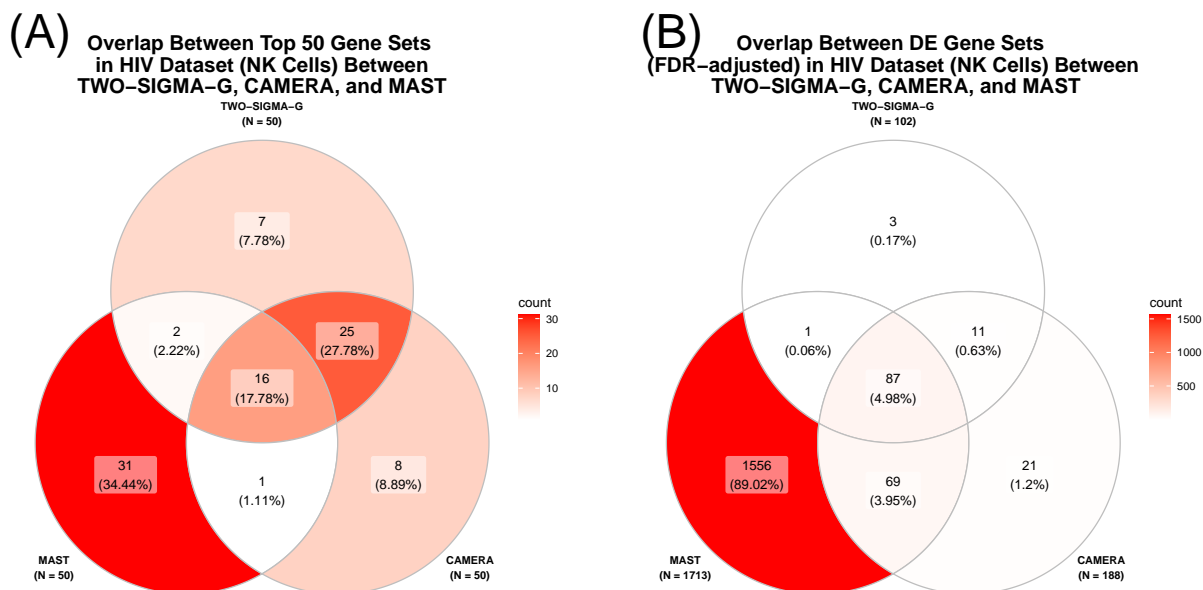 (A)
Overlap Between Top 50 Gene Sets
in HIV Dataset (NK Cells) Between
TWO−SIGMA−G, CAMERA, and MAST
TWO−SIGMA−G
(N = 50)
7
(7.78%)
2
(2.22%)
25
(27.78%)
16
(17.78%)
31
(34.44%)
1
(1.11%)
8
(8.89%)
MAST
(N = 50)
CAMERA
(N = 50)
count
30
20
10
(B)
Overlap Between DE Gene Sets
(FDR−adjusted) in HIV Dataset (NK Cells) Between
TWO−SIGMA−G, CAMERA, and MAST
TWO−SIGMA−G
(N = 102)
3
(0.17%)
1
(0.06%)
11
(0.63%)
87
(4.98%)
1556
(89.02%)
69
(3.95%)
21
(1.2%)
MAST
(N = 1713)
CAMERA
(N = 188)
count
1500
1000
500